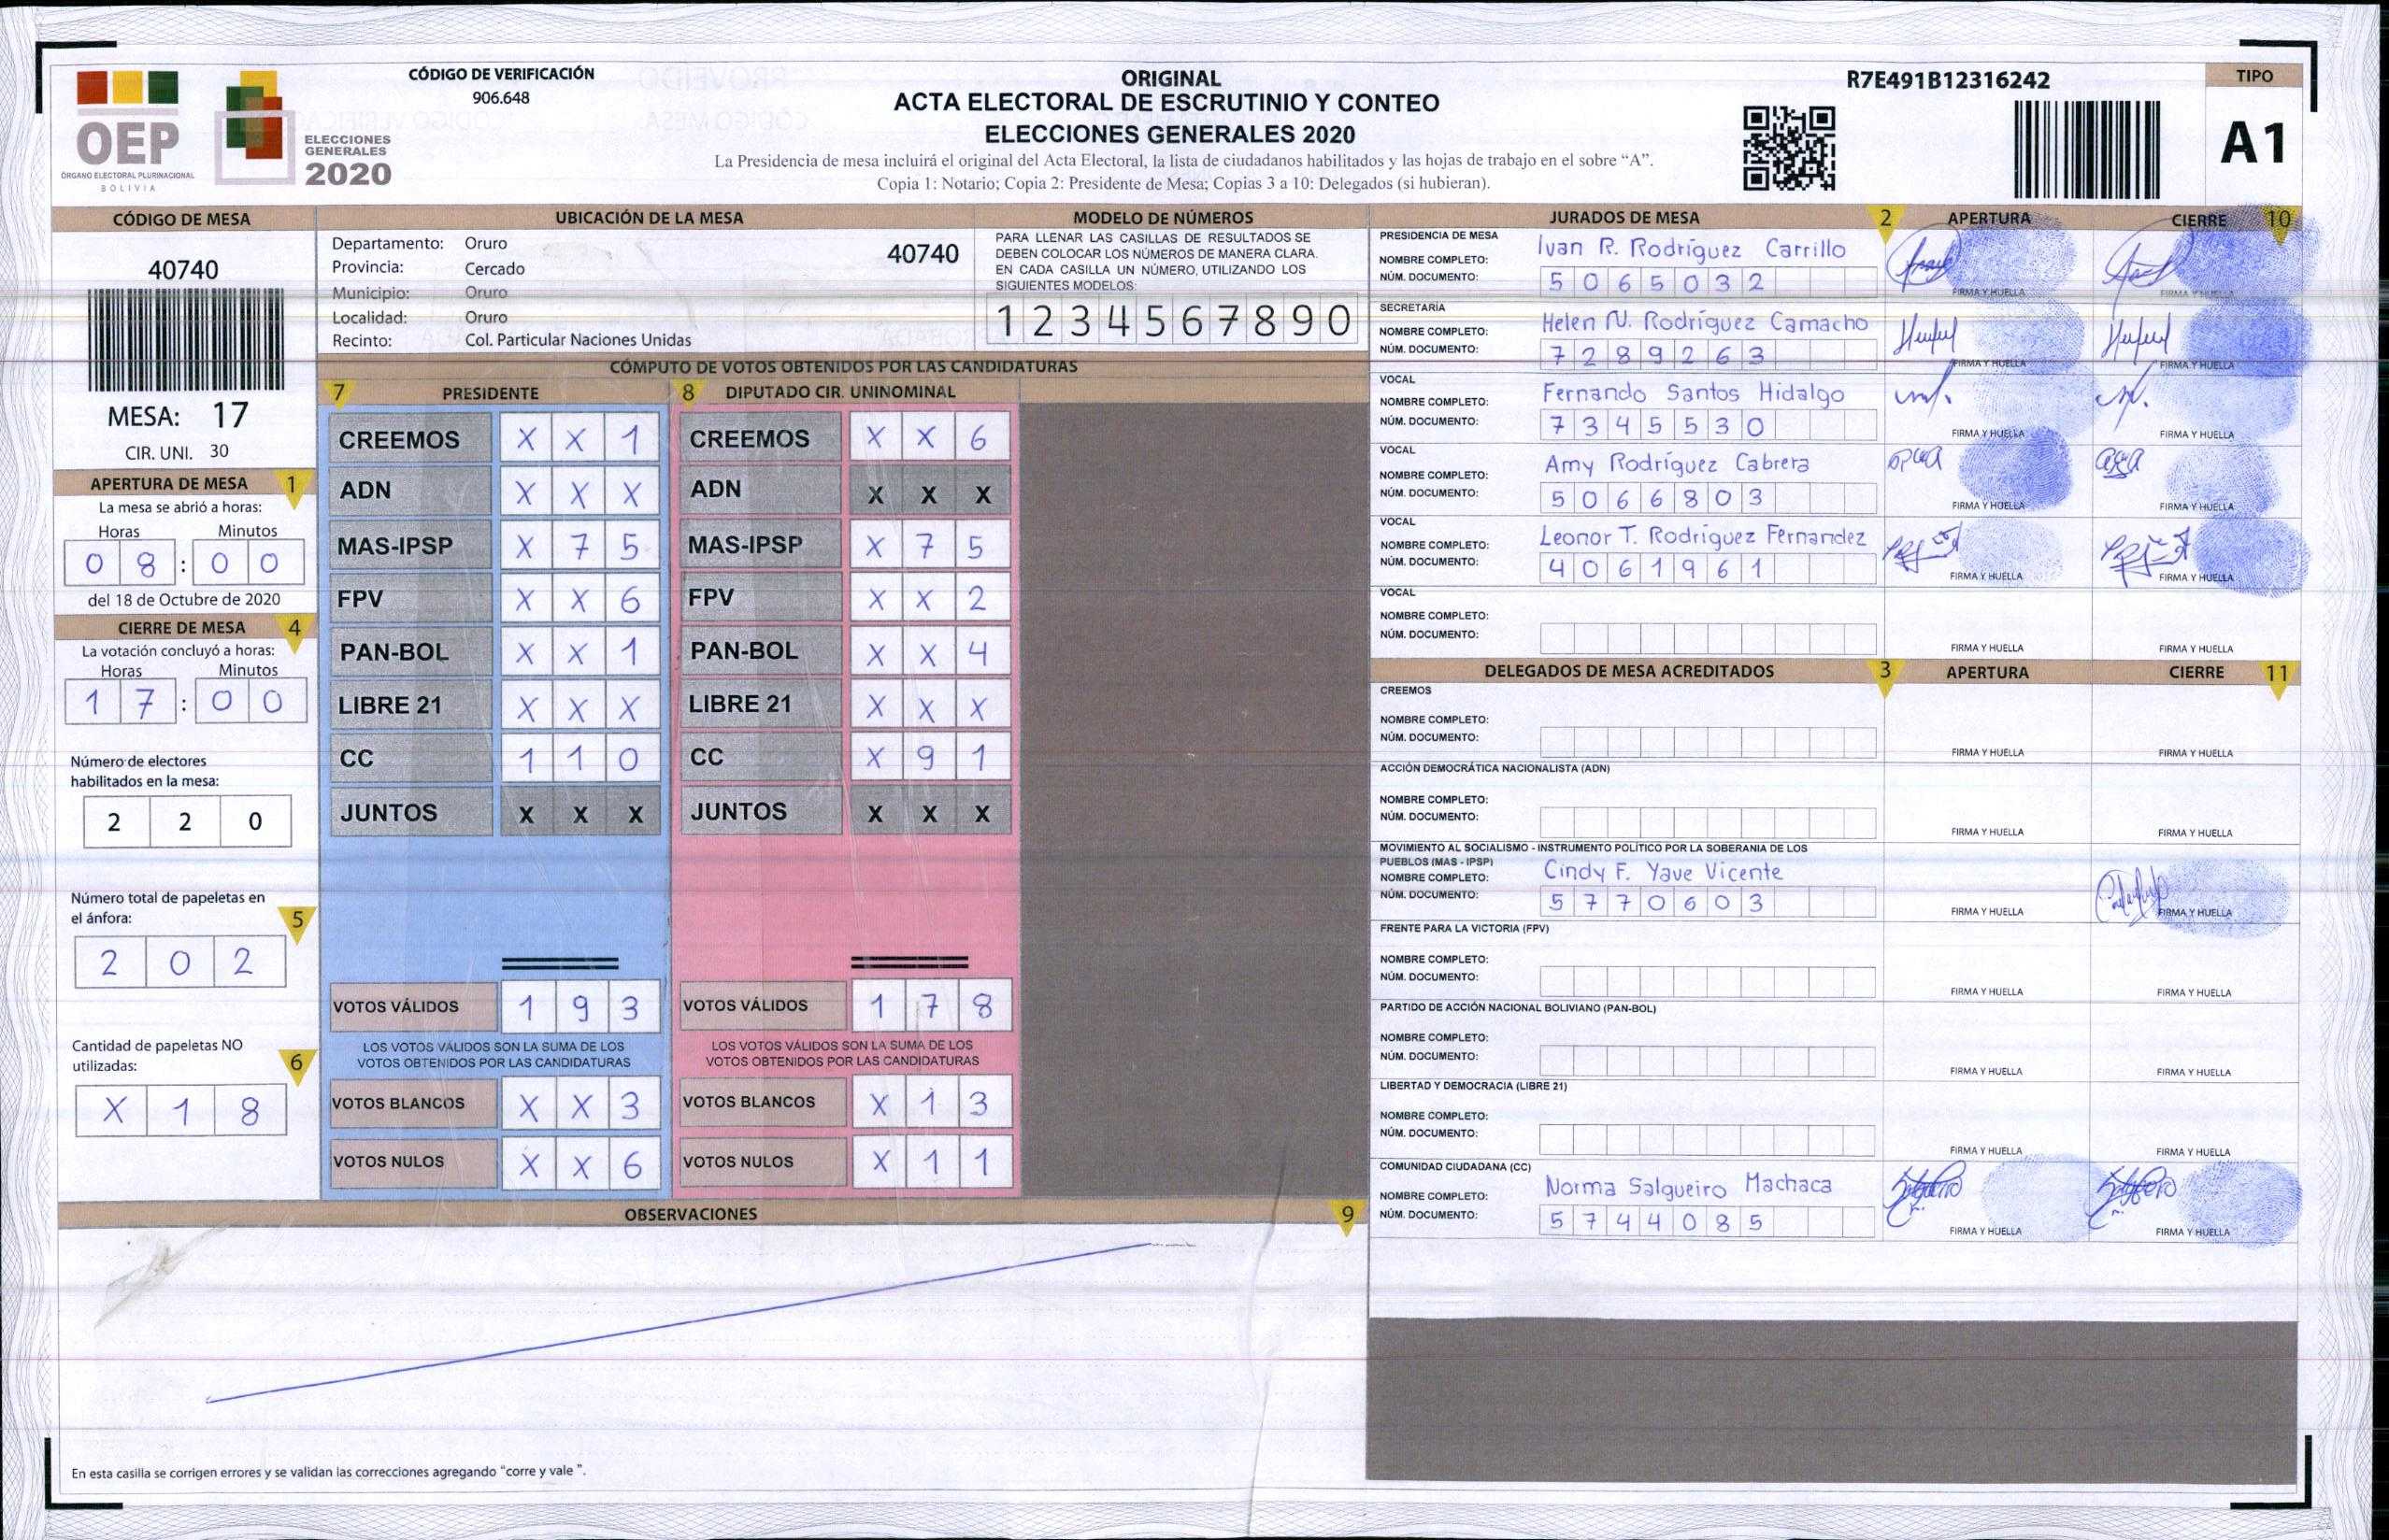 OEP
ÓRGANO ELECTORAL PLURINACIONAL
BOLIVIA
ELECCIONES
GENERALES
2020
CÓDIGO DE VERIFICACIÓN
906.648
ORIGINAL
ACTA ELECTORAL DE ESCRUTINIO Y CONTEO
ELECCIONES GENERALES 2020
La Presidencia de mesa incluirá el original del Acta Electoral, la lista de ciudadanos habilitados y las hojas de trabajo en el sobre “A”.
Copia 1: Notario; Copia 2: Presidente de Mesa; Copias 3 a 10: Delegados (si hubieran).
R7E491B12316242
TIPO
A1
CÓDIGO DE MESA
40740
MESA: 17
CIR. UNI. 30
UBICACIÓN DE LA MESA
Departamento: Oruro
40740
Provincia: Cercado
Municipio: Oruro
Localidad: Oruro
Recinto: Col. Particular Naciones Unidas
MODELO DE NÚMEROS
PARA LLENAR LAS CASILLAS DE RESULTADOS SE
DEBEN COLOCAR LOS NÚMEROS DE MANERA CLARA.
EN CADA CASILLA UN NÚMERO, UTILIZANDO LOS
SIGUIENTES MODELOS:
1 2 3 4 5 6 7 8 9 0
APERTURA DE MESA 1
La mesa se abrió a horas:
Horas Minutos
0 8 : 0 0
del 18 de Octubre de 2020
CIERRE DE MESA 4
La votación concluyó a horas:
Horas Minutos
1 7 : 0 0
Número de electores
habilitados en la mesa:
2 2 0
Número total de papeletas en
el ánfora: 5
2 0 2
Cantidad de papeletas NO
utilizadas: 6
X 1 8
CÓMPUTO DE VOTOS OBTENIDOS POR LAS CANDIDATURAS
7 PRESIDENTE
CREEMOS X X 1
ADN X X X
MAS-IPSP X 7 5
FPV X X 6
PAN-BOL X X 1
LIBRE 21 X X X
CC 1 1 0
JUNTOS X X X
VOTOS VÁLIDOS 1 9 3
LOS VOTOS VÁLIDOS SON LA SUMA DE LOS
VOTOS OBTENIDOS POR LAS CANDIDATURAS
VOTOS BLANCOS X X 3
VOTOS NULOS X X 6
8 DIPUTADO CIR. UNINOMINAL
CREEMOS X X 6
ADN X X X
MAS-IPSP X 7 5
FPV X X 2
PAN-BOL X X 4
LIBRE 21 X X X
CC X 9 1
JUNTOS X X X
VOTOS VÁLIDOS 1 7 8
LOS VOTOS VÁLIDOS SON LA SUMA DE LOS
VOTOS OBTENIDOS POR LAS CANDIDATURAS
VOTOS BLANCOS X 1 3
VOTOS NULOS X 1 1
OBSERVACIONES 9
En esta casilla se corrigen errores y se validan las correcciones agregando “corre y vale ”.
JURADOS DE MESA 2 APERTURA CIERRE 10
PRESIDENCIA DE MESA
NOMBRE COMPLETO: Ivan R. Rodríguez Carrillo
NÚM. DOCUMENTO: 5 0 6 5 0 3 2
FIRMA Y HUELLA FIRMA Y HUELLA
SECRETARÍA
NOMBRE COMPLETO: Helen N. Rodríguez Camacho
NÚM. DOCUMENTO: 7 2 8 9 2 6 3
FIRMA Y HUELLA FIRMA Y HUELLA
VOCAL
NOMBRE COMPLETO: Fernando Santos Hidalgo
NÚM. DOCUMENTO: 7 3 4 5 5 3 0
FIRMA Y HUELLA FIRMA Y HUELLA
VOCAL
NOMBRE COMPLETO: Amy Rodríguez Cabrera
NÚM. DOCUMENTO: 5 0 6 6 8 0 3
FIRMA Y HUELLA FIRMA Y HUELLA
VOCAL
NOMBRE COMPLETO: Leonor T. Rodríguez Fernandez
NÚM. DOCUMENTO: 4 0 6 1 9 6 1
FIRMA Y HUELLA FIRMA Y HUELLA
VOCAL
NOMBRE COMPLETO:
NÚM. DOCUMENTO:
FIRMA Y HUELLA FIRMA Y HUELLA
DELEGADOS DE MESA ACREDITADOS 3 APERTURA CIERRE 11
CREEMOS
NOMBRE COMPLETO:
NÚM. DOCUMENTO:
FIRMA Y HUELLA FIRMA Y HUELLA
ACCIÓN DEMOCRÁTICA NACIONALISTA (ADN)
NOMBRE COMPLETO:
NÚM. DOCUMENTO:
FIRMA Y HUELLA FIRMA Y HUELLA
MOVIMIENTO AL SOCIALISMO - INSTRUMENTO POLÍTICO POR LA SOBERANIA DE LOS
PUEBLOS (MAS - IPSP)
NOMBRE COMPLETO: Cindy F. Yave Vicente
NÚM. DOCUMENTO: 5 7 7 0 6 0 3
FIRMA Y HUELLA FIRMA Y HUELLA
FRENTE PARA LA VICTORIA (FPV)
NOMBRE COMPLETO:
NÚM. DOCUMENTO:
FIRMA Y HUELLA FIRMA Y HUELLA
PARTIDO DE ACCIÓN NACIONAL BOLIVIANO (PAN-BOL)
NOMBRE COMPLETO:
NÚM. DOCUMENTO:
FIRMA Y HUELLA FIRMA Y HUELLA
LIBERTAD Y DEMOCRACIA (LIBRE 21)
NOMBRE COMPLETO:
NÚM. DOCUMENTO:
FIRMA Y HUELLA FIRMA Y HUELLA
COMUNIDAD CIUDADANA (CC)
NOMBRE COMPLETO: Norma Salgueiro Machaca
NÚM. DOCUMENTO: 5 7 4 4 0 8 5
FIRMA Y HUELLA FIRMA Y HUELLA